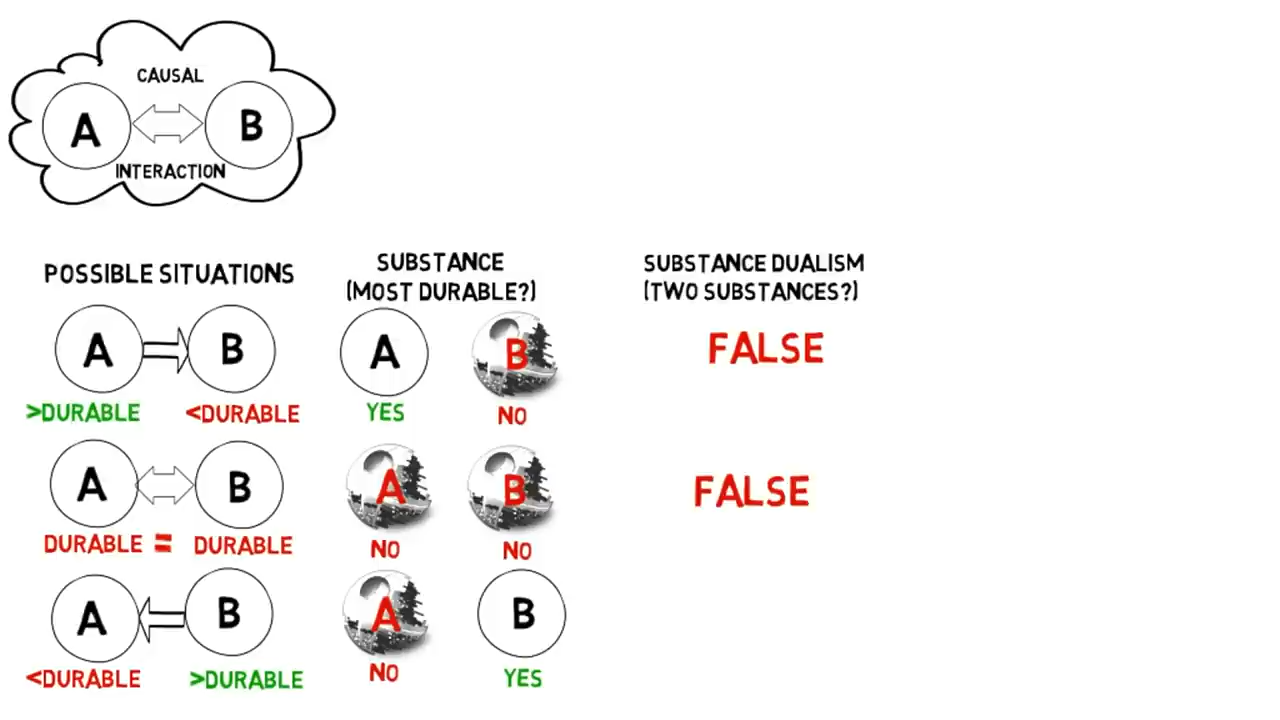 CAUSAL
A B
INTERACTION
POSSIBLE SITUATIONS
SUBSTANCE
(MOST DURABLE?)
SUBSTANCE DUALISM
(TWO SUBSTANCES?)
A B A B FALSE
>DURABLE <DURABLE YES NO
A B A B FALSE
DURABLE = DURABLE NO NO
A B A B
<DURABLE >DURABLE NO YES